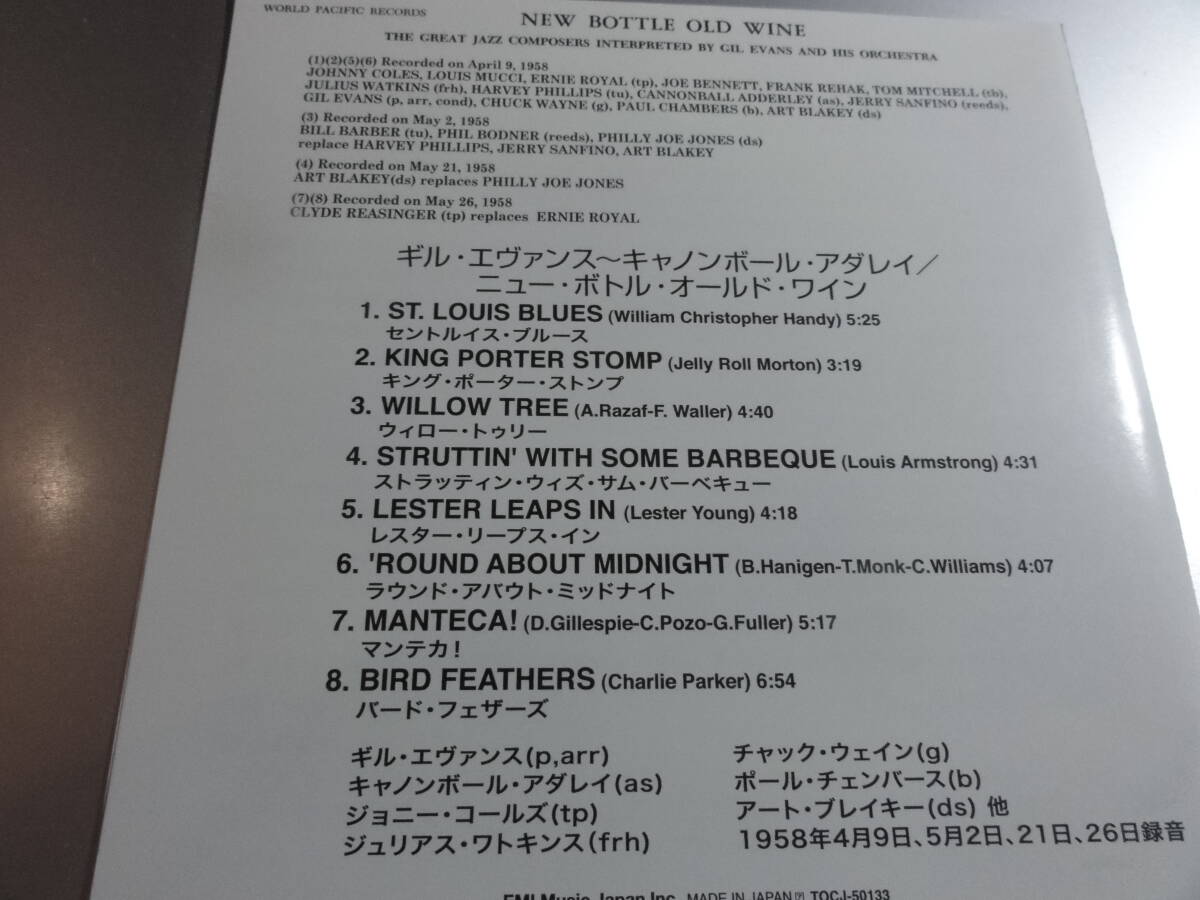 WORLD PACIFIC RECORDS
NEW BOTTLE OLD WINE
THE GREAT JAZZ COMPOSERS INTERPRETED BY GIL EVANS AND HIS ORCHESTRA
(1)(2)(5)(6) Recorded on April 9, 1958
JOHNNY COLES, LOUIS MUCCI, ERNIE ROYAL (tp), JOE BENNETT, FRANK REHAK, TOM MITCHELL (tb),
JULIUS WATKINS (frh), HARVEY PHILLIPS (tu), CANNONBALL ADDERLEY (as), JERRY SANFINO (reeds),
GIL EVANS (p, arr, cond), CHUCK WAYNE (g), PAUL CHAMBERS (b), ART BLAKEY (ds)
(3) Recorded on May 2, 1958
BILL BARBER (tu), PHIL BODNER (reeds), PHILLY JOE JONES (ds)
replace HARVEY PHILLIPS, JERRY SANFINO, ART BLAKEY
(4) Recorded on May 21, 1958
ART BLAKEY(ds) replaces PHILLY JOE JONES
(7)(8) Recorded on May 26, 1958
CLYDE REASINGER (tp) replaces ERNIE ROYAL
ギル・エヴァンス〜キャノンボール・アダレイ/
ニュー・ボトル・オールド・ワイン
1. ST. LOUIS BLUES (William Christopher Handy) 5:25
セントルイス・ブルース
2. KING PORTER STOMP (Jelly Roll Morton) 3:19
キング・ポーター・ストンプ
3. WILLOW TREE (A.Razaf-F. Waller) 4:40
ウィロー・トゥリー
4. STRUTTIN' WITH SOME BARBEQUE (Louis Armstrong) 4:31
ストラッティン・ウィズ・サム・バーベキュー
5. LESTER LEAPS IN (Lester Young) 4:18
レスター・リープス・イン
6. 'ROUND ABOUT MIDNIGHT (B.Hanigen-T.Monk-C.Williams) 4:07
ラウンド・アバウト・ミッドナイト
7. MANTECA! (D.Gillespie-C.Pozo-G.Fuller) 5:17
マンテカ!
8. BIRD FEATHERS (Charlie Parker) 6:54
バード・フェザーズ
ギル・エヴァンス(p,arr)
キャノンボール・アダレイ(as)
ジョニー・コールズ(tp)
ジュリアス・ワトキンス(frh)
チャック・ウェイン(g)
ポール・チェンバース(b)
アート・ブレイキー(ds) 他
1958年4月9日、5月2日、21日、26日録音
EMI Music Japan Inc. MADE IN JAPAN Ⓟ TOCJ-50133